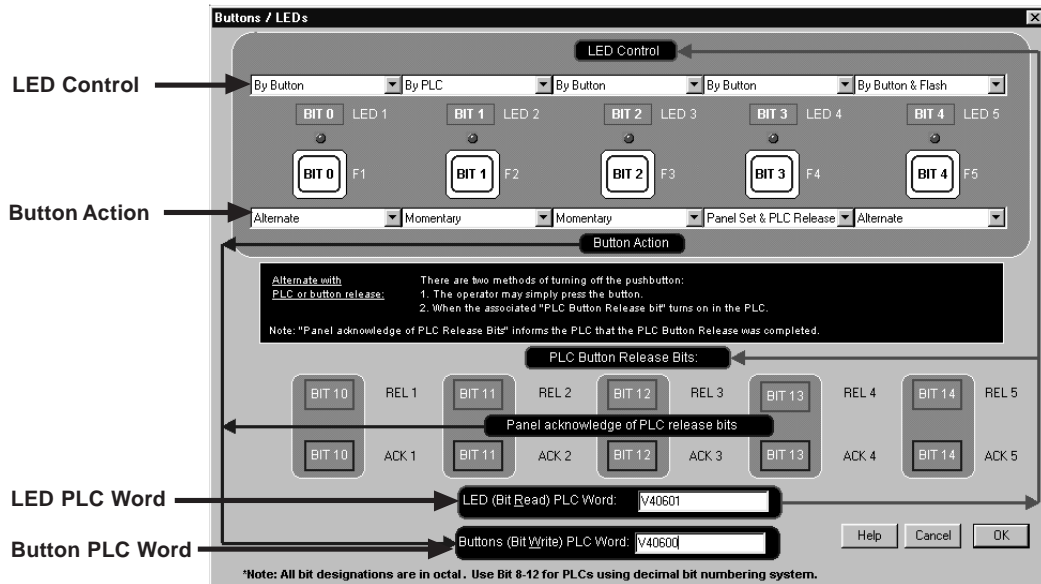 Buttons / LEDs
LED Control
LED Control
By Button By PLC By Button By Button By Button & Flash
BIT 0 LED 1 BIT 1 LED 2 BIT 2 LED 3 BIT 3 LED 4 BIT 4 LED 5
BIT 0 F1 BIT 1 F2 BIT 2 F3 BIT 3 F4 BIT 4 F5
Button Action
Alternate Momentary Momentary Panel Set & PLC Release Alternate
Button Action
Alternate with There are two methods of turning off the pushbutton:
PLC or button release: 1. The operator may simply press the button.
2. When the associated "PLC Button Release bit" turns on in the PLC.
Note: "Panel acknowledge of PLC Release Bits" informs the PLC that the PLC Button Release was completed.
PLC Button Release Bits:
BIT 10 REL 1 BIT 11 REL 2 BIT 12 REL 3 BIT 13 REL 4 BIT 14 REL 5
Panel acknowledge of PLC release bits
BIT 10 ACK 1 BIT 11 ACK 2 BIT 12 ACK 3 BIT 13 ACK 4 BIT 14 ACK 5
LED PLC Word
LED (Bit Read) PLC Word: V40601
Button PLC Word
Buttons (Bit Write) PLC Word: V40600
Help Cancel OK
*Note: All bit designations are in octal. Use Bit 8-12 for PLCs using decimal bit numbering system.